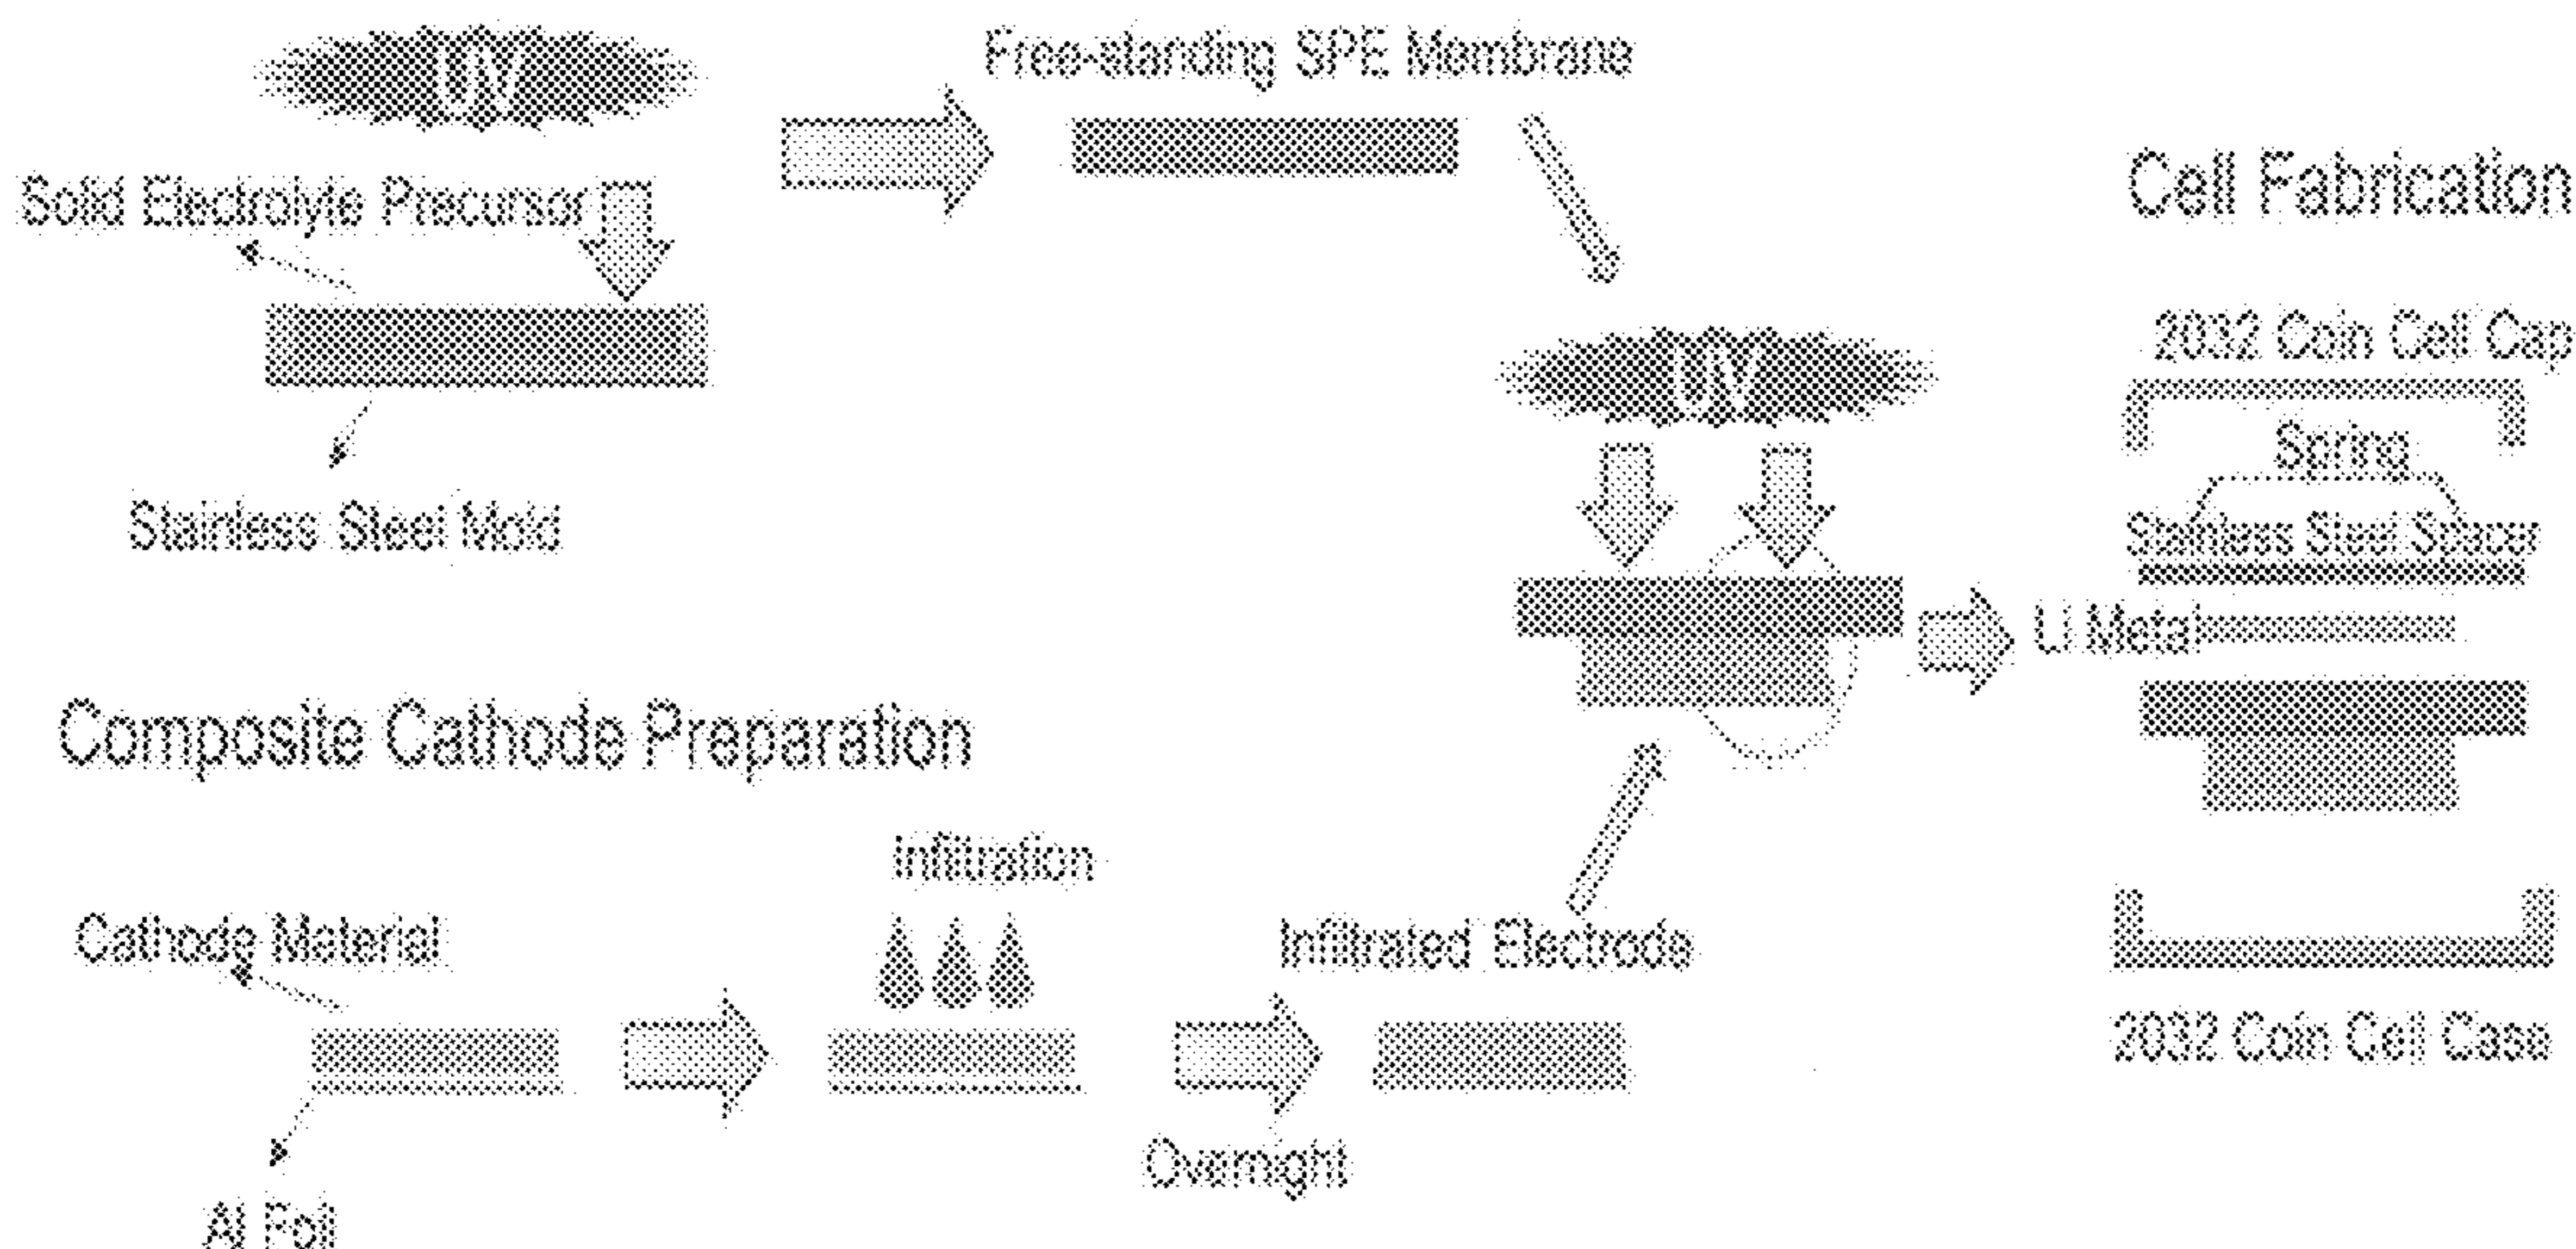 UV
Free-standing SPE Membrane
Solid Electrolyte Precursor
Stainless Steel Mold
UV
Cell Fabrication
2032 Coin Cell Cap
Spring
Stainless Steel Spacer
Li Metal
2032 Coin Cell Case
Composite Cathode Preparation
Cathode Material
Al Foil
Infiltration
Overnight
Infiltrated Electrode